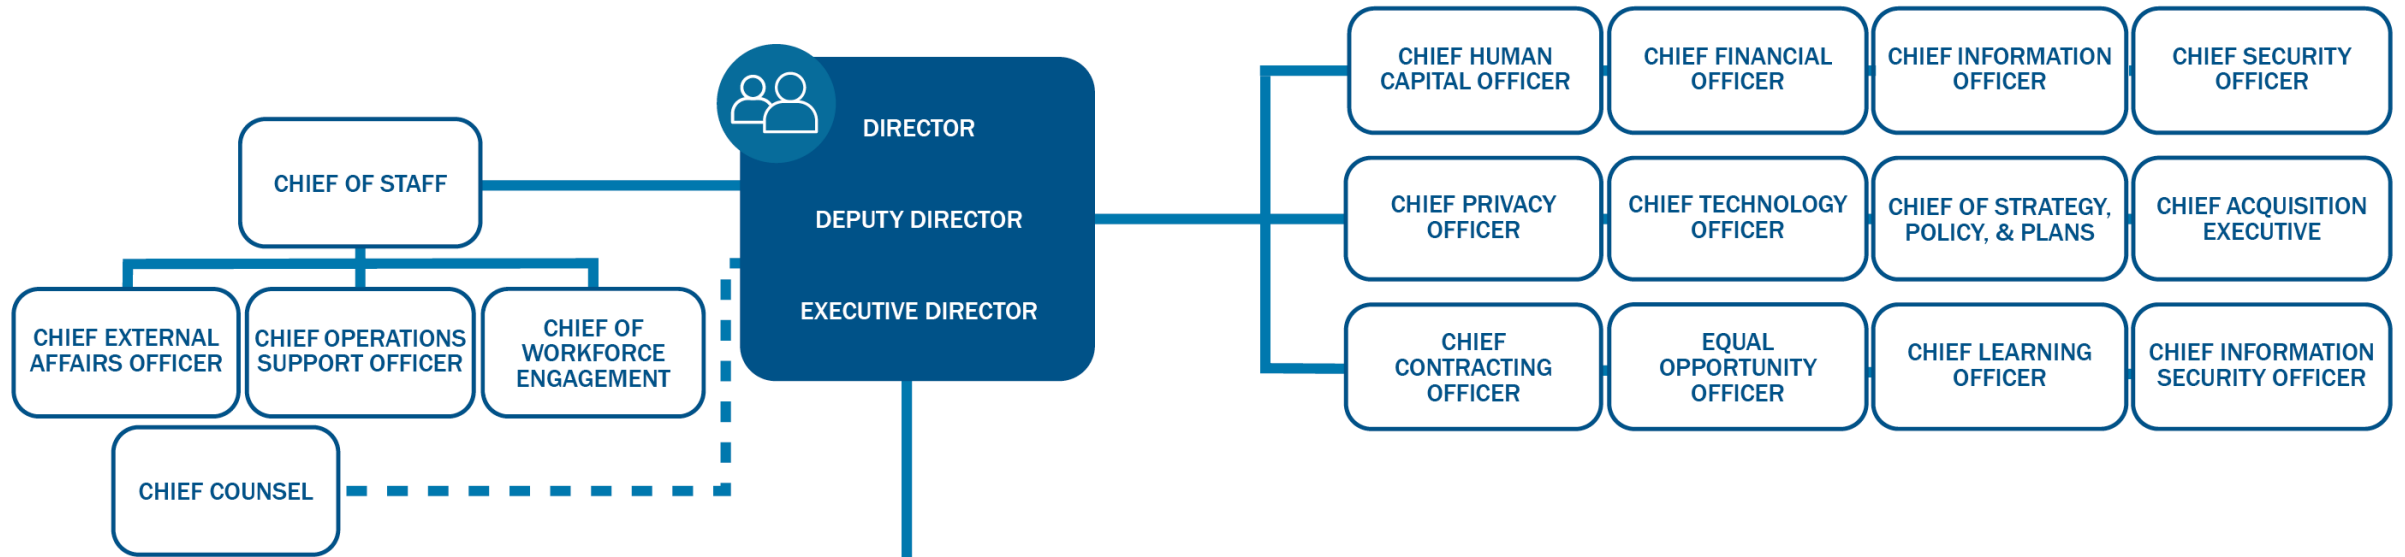 CHIEF OF STAFF
CHIEF EXTERNAL
AFFAIRS OFFICER
CHIEF OPERATIONS
SUPPORT OFFICER
CHIEF OF
WORKFORCE
ENGAGEMENT
CHIEF COUNSEL
DIRECTOR
DEPUTY DIRECTOR
EXECUTIVE DIRECTOR
CHIEF HUMAN
CAPITAL OFFICER
CHIEF FINANCIAL
OFFICER
CHIEF INFORMATION
OFFICER
CHIEF SECURITY
OFFICER
CHIEF PRIVACY
OFFICER
CHIEF TECHNOLOGY
OFFICER
CHIEF OF STRATEGY,
POLICY, & PLANS
CHIEF ACQUISITION
EXECUTIVE
CHIEF
CONTRACTING
OFFICER
EQUAL
OPPORTUNITY
OFFICER
CHIEF LEARNING
OFFICER
CHIEF INFORMATION
SECURITY OFFICER